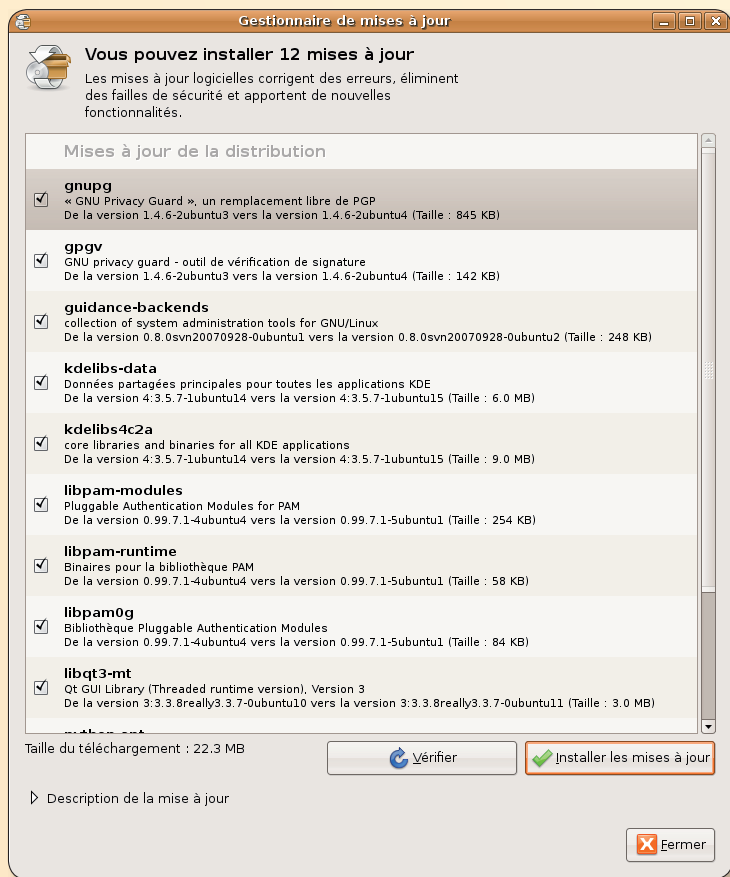 Gestionnaire de mises à jour
Vous pouvez installer 12 mises à jour
Les mises à jour logicielles corrigent des erreurs, éliminent
des failles de sécurité et apportent de nouvelles
fonctionnalités.
Mises à jour de la distribution
gnupg
« GNU Privacy Guard », un remplacement libre de PGP
De la version 1.4.6-2ubuntu3 vers la version 1.4.6-2ubuntu4 (Taille : 845 KB)
gpgv
GNU privacy guard - outil de vérification de signature
De la version 1.4.6-2ubuntu3 vers la version 1.4.6-2ubuntu4 (Taille : 142 KB)
guidance-backends
collection of system administration tools for GNU/Linux
De la version 0.8.0svn20070928-0ubuntu1 vers la version 0.8.0svn20070928-0ubuntu2 (Taille : 248 KB)
kdelibs-data
Données partagées principales pour toutes les applications KDE
De la version 4:3.5.7-1ubuntu14 vers la version 4:3.5.7-1ubuntu15 (Taille : 6.0 MB)
kdelibs4c2a
core libraries and binaries for all KDE applications
De la version 4:3.5.7-1ubuntu14 vers la version 4:3.5.7-1ubuntu15 (Taille : 9.0 MB)
libpam-modules
Pluggable Authentication Modules for PAM
De la version 0.99.7.1-4ubuntu4 vers la version 0.99.7.1-5ubuntu1 (Taille : 254 KB)
libpam-runtime
Binaires pour la bibliothèque PAM
De la version 0.99.7.1-4ubuntu4 vers la version 0.99.7.1-5ubuntu1 (Taille : 58 KB)
libpam0g
Bibliothèque Pluggable Authentication Modules
De la version 0.99.7.1-4ubuntu4 vers la version 0.99.7.1-5ubuntu1 (Taille : 84 KB)
libqt3-mt
Qt GUI Library (Threaded runtime version), Version 3
De la version 3:3.3.8really3.3.7-0ubuntu10 vers la version 3:3.3.8really3.3.7-0ubuntu11 (Taille : 3.0 MB)
Taille du téléchargement : 22.3 MB
Vérifier
Installer les mises à jour
Description de la mise à jour
Fermer